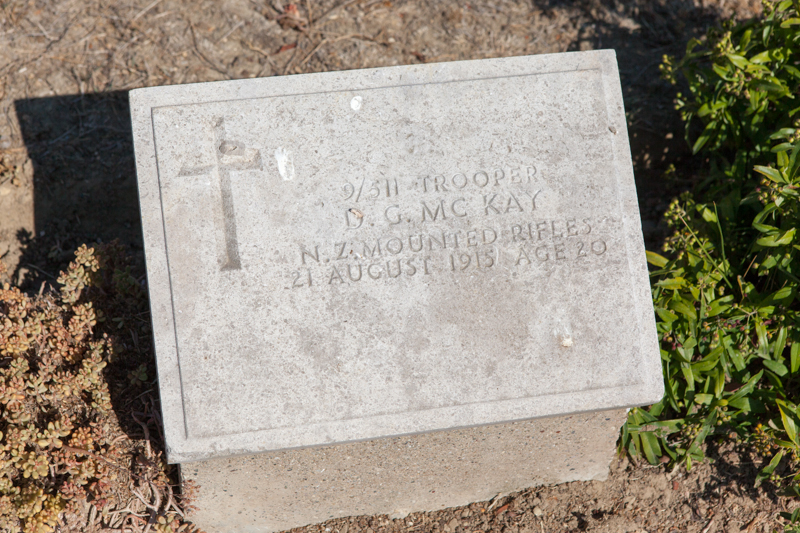 9/511 TROOPER
D. G. MC KAY
N. Z. MOUNTED RIFLES
21 AUGUST 1915 AGE 20